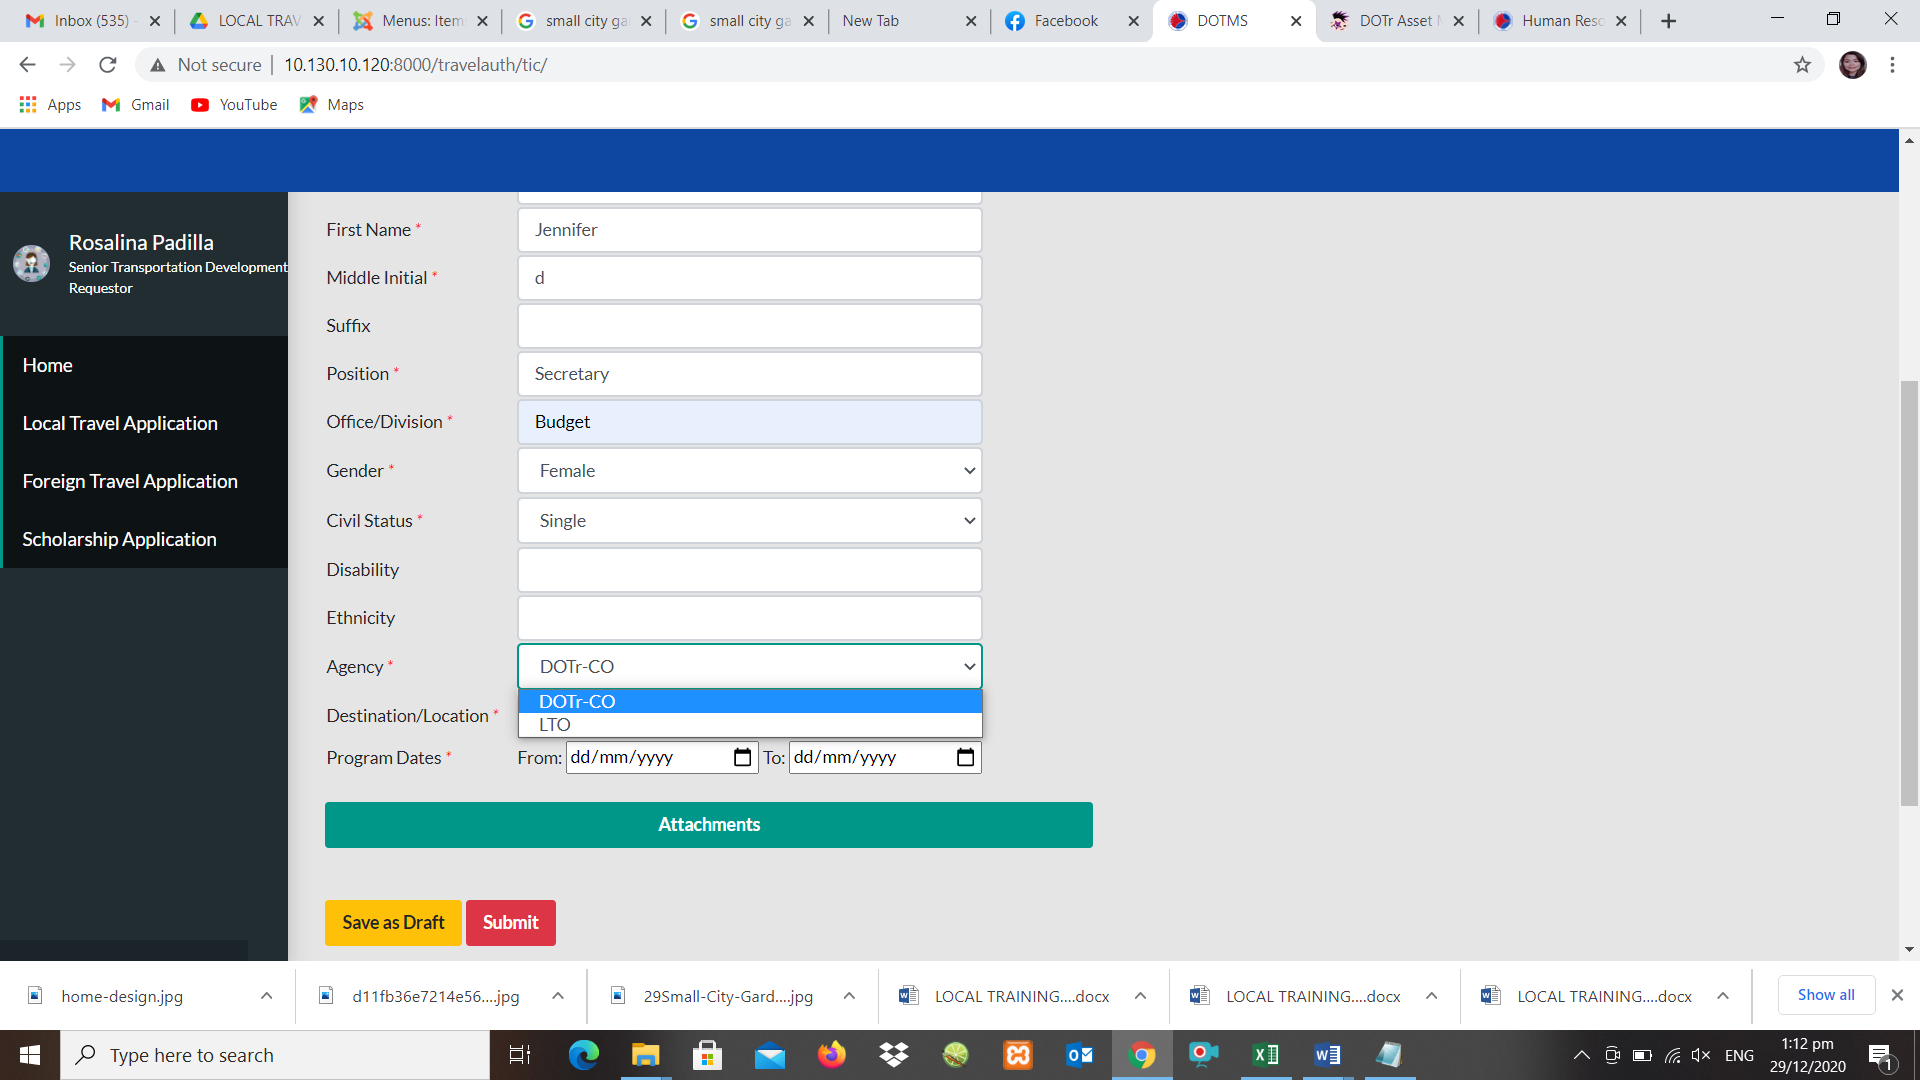 Inbox (535) -
LOCAL TRAV
Menus: Item
small city ga
small city ga
New Tab
Facebook
DOTMS
DOTr Asset M
Human Reso
Not secure
10.130.10.120:8000/travelauth/tic/
Apps
Gmail
YouTube
Maps
Rosalina Padilla
Senior Transportation Development
Requestor
Home
Local Travel Application
Foreign Travel Application
Scholarship Application
First Name * Jennifer
Middle Initial * d
Suffix
Position * Secretary
Office/Division * Budget
Gender * Female
Civil Status * Single
Disability
Ethnicity
Agency * DOTr-CO
DOTr-CO
LTO
Destination/Location *
Program Dates * From: dd/mm/yyyy To: dd/mm/yyyy
Attachments
Save as Draft
Submit
home-design.jpg
d11fb36e7214e56....jpg
29Small-City-Gard....jpg
LOCAL TRAINING....docx
LOCAL TRAINING....docx
LOCAL TRAINING....docx
Show all
Type here to search
ENG
1:12 pm
29/12/2020
1